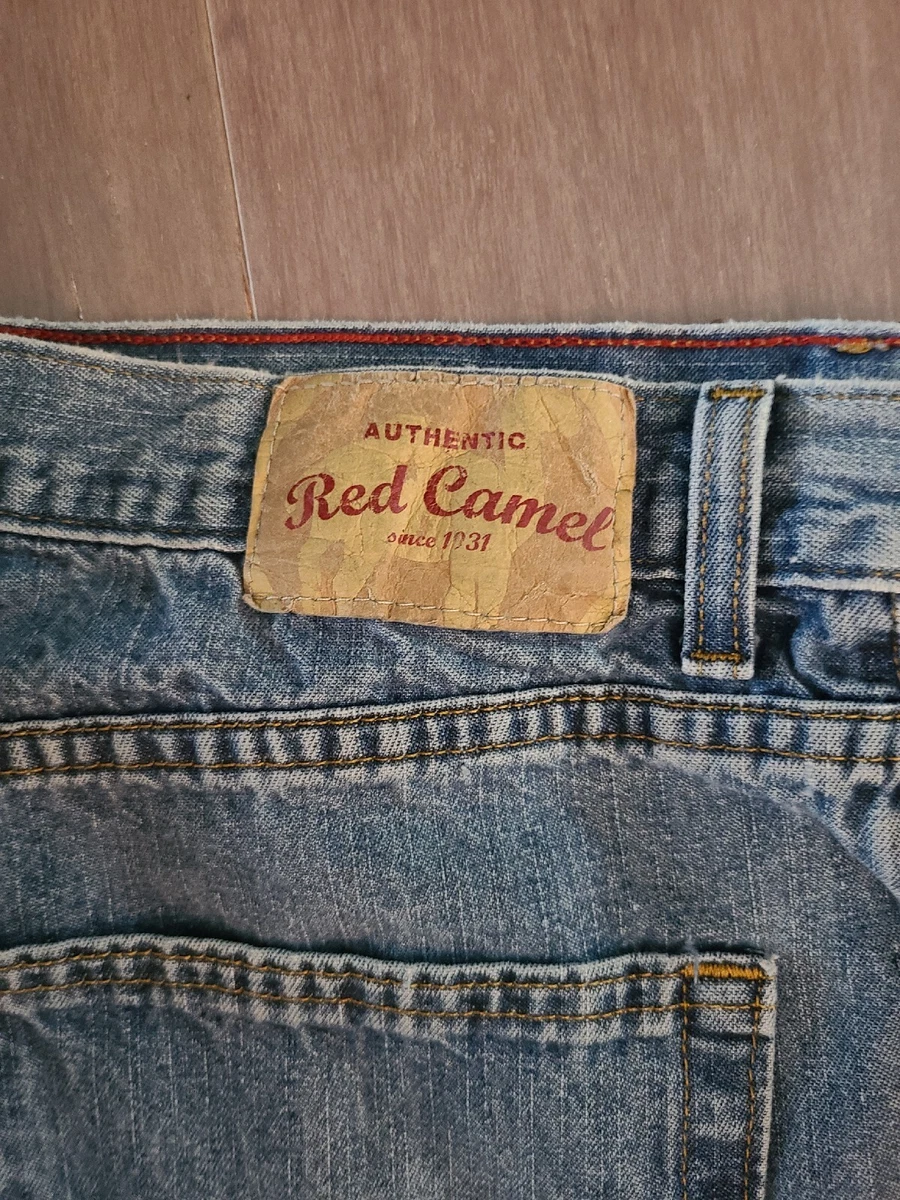 AUTHENTIC
Red Camel
since 1931